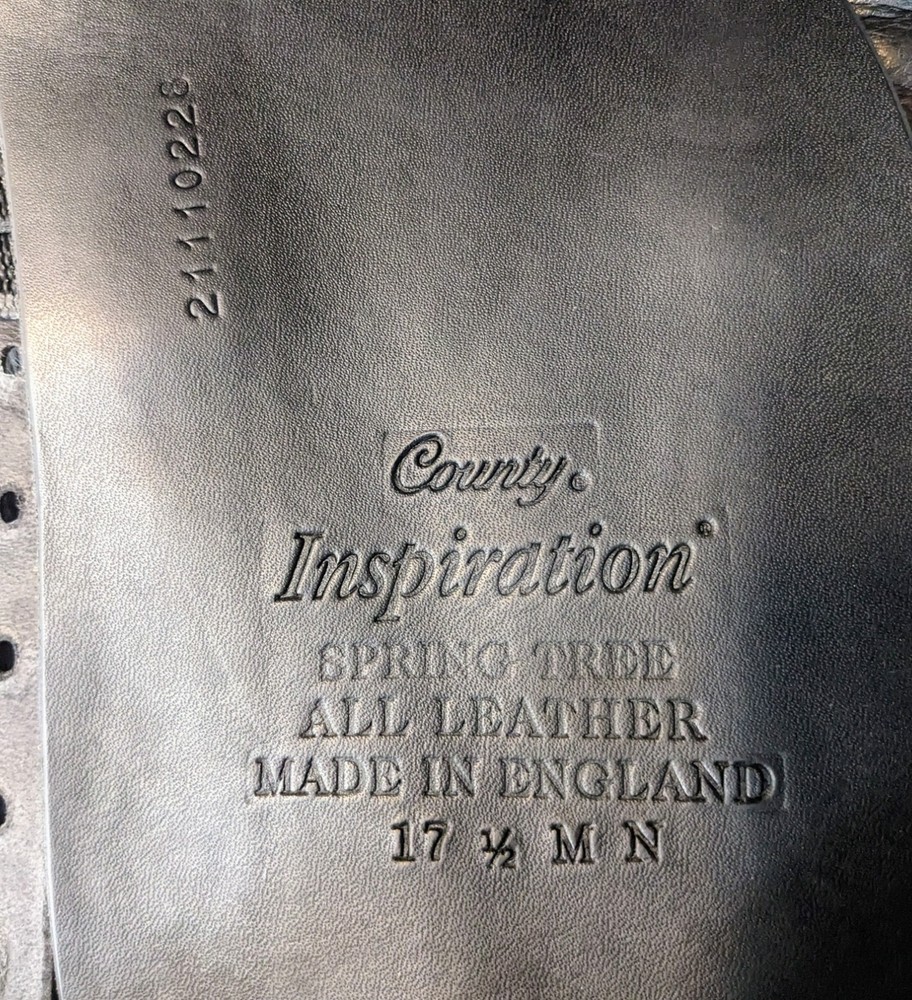 21110228
County®
Inspiration®
SPRING TREE
ALL LEATHER
MADE IN ENGLAND
17 ½ M N